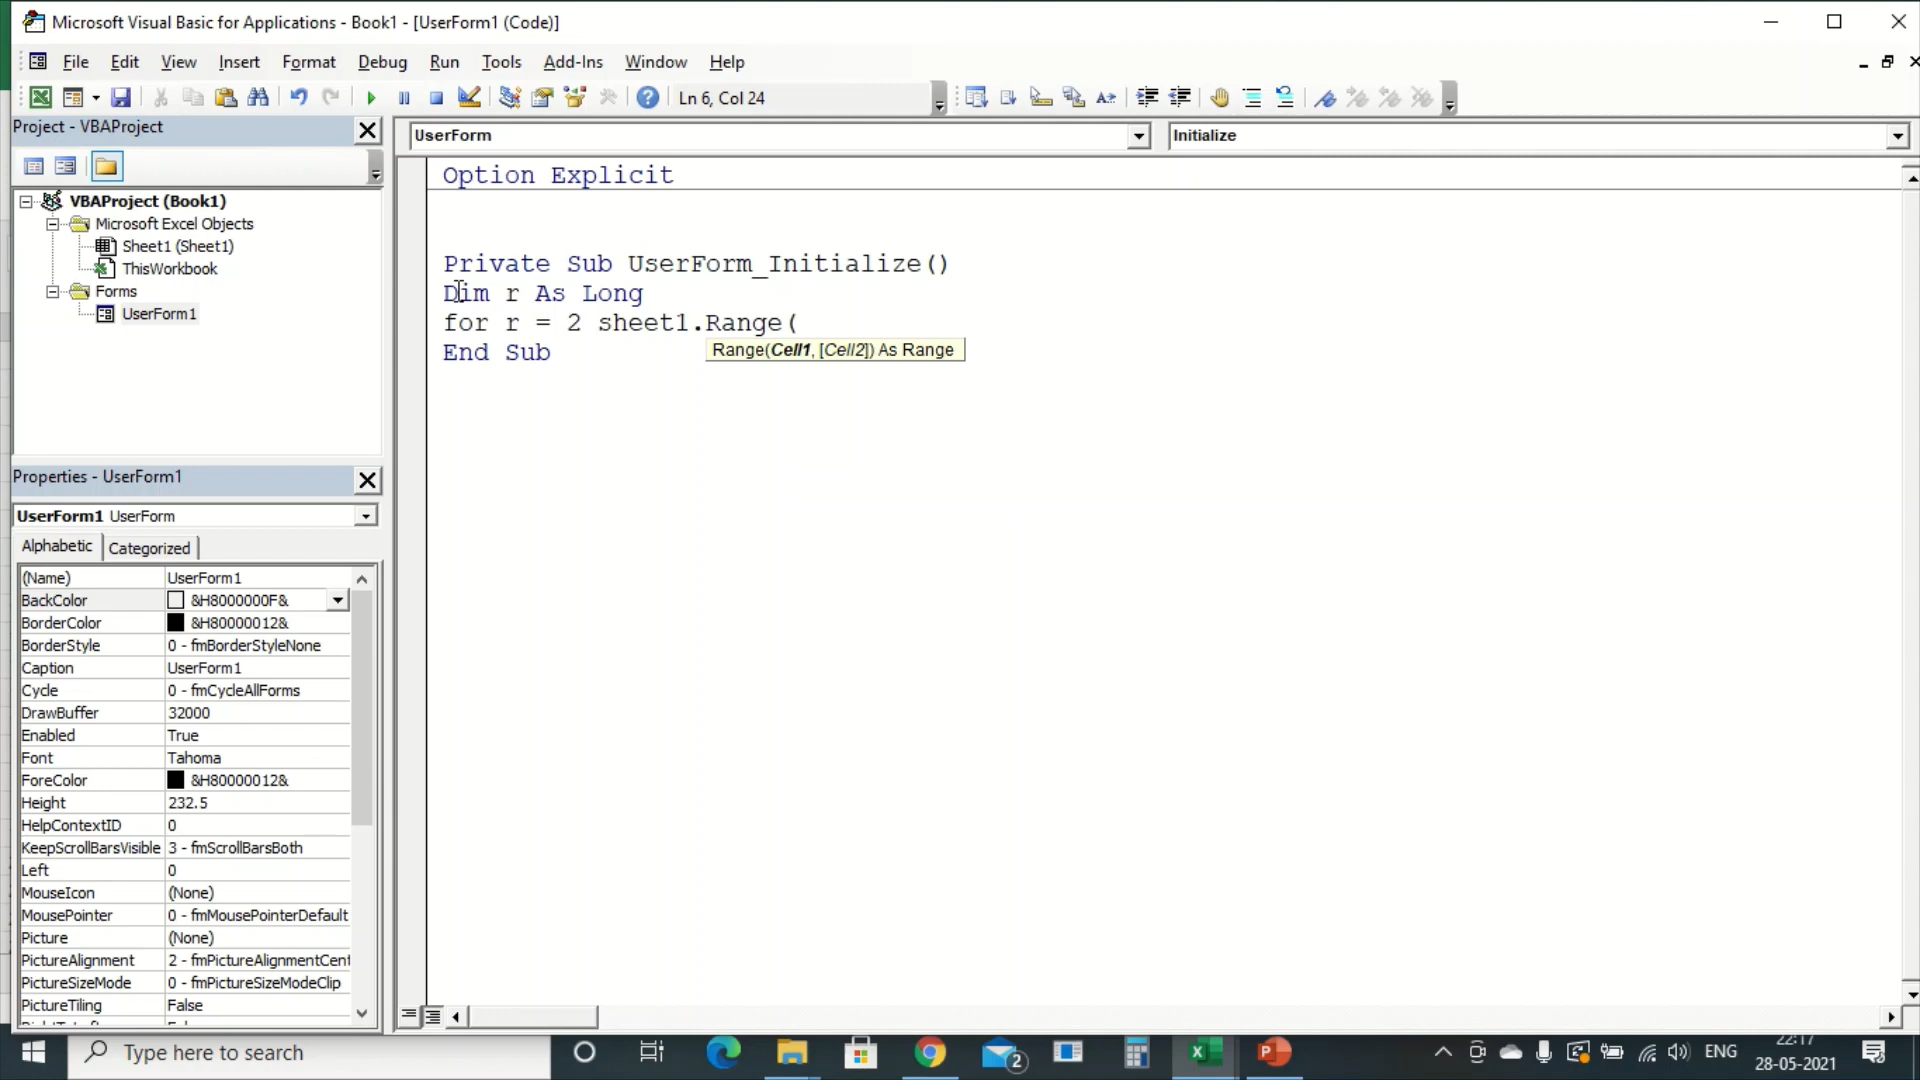 Microsoft Visual Basic for Applications - Book1 - [UserForm1 (Code)]
File Edit View Insert Format Debug Run Tools Add-Ins Window Help
Ln 6, Col 24
Project - VBAProject
UserForm
Initialize
VBAProject (Book1)
Microsoft Excel Objects
Sheet1 (Sheet1)
ThisWorkbook
Forms
UserForm1
Option Explicit
Private Sub UserForm_Initialize()
Dim r As Long
for r = 2 sheet1.Range(
Range(Cell1, [Cell2]) As Range
End Sub
Properties - UserForm1
UserForm1 UserForm
Alphabetic Categorized
(Name) UserForm1
BackColor &H8000000F&
BorderColor &H80000012&
BorderStyle 0 - fmBorderStyleNone
Caption UserForm1
Cycle 0 - fmCycleAllForms
DrawBuffer 32000
Enabled True
Font Tahoma
ForeColor &H80000012&
Height 232.5
HelpContextID 0
KeepScrollBarsVisible 3 - fmScrollBarsBoth
Left 0
MouseIcon (None)
MousePointer 0 - fmMousePointerDefault
Picture (None)
PictureAlignment 2 - fmPictureAlignmentCent
PictureSizeMode 0 - fmPictureSizeModeClip
PictureTiling False
Type here to search
2
ENG
22:17
28-05-2021